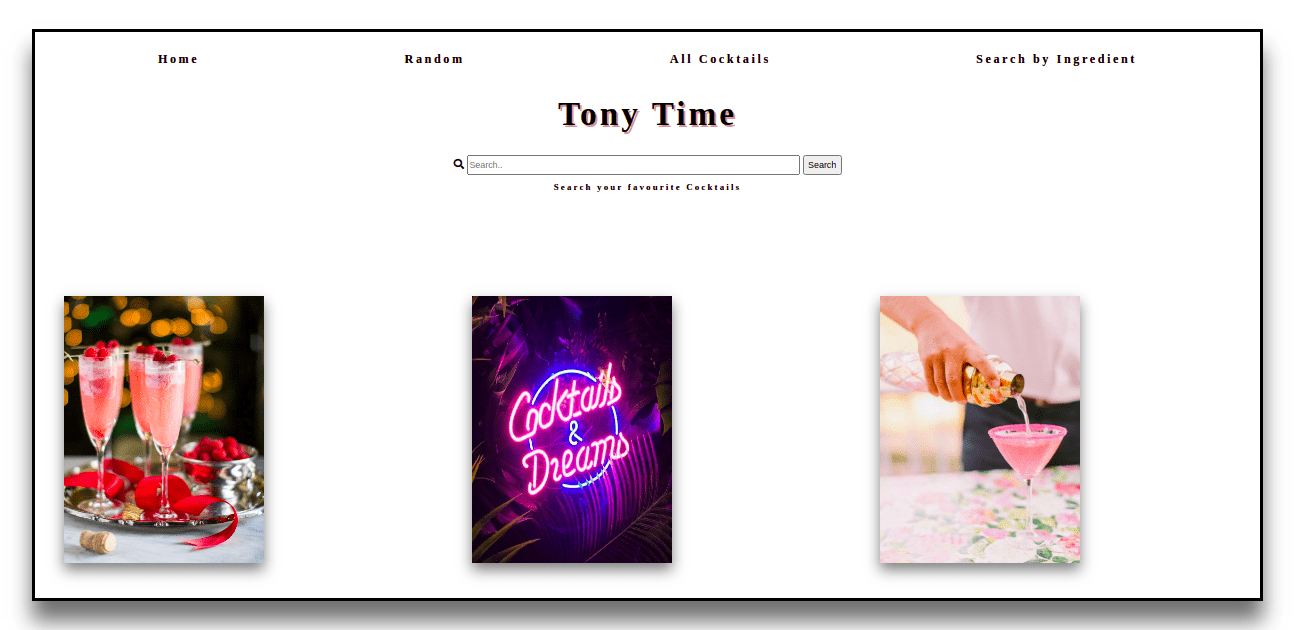 Home Random All Cocktails Search by Ingredient
Tony Time
Search.. Search
Search your favourite Cocktails
Cocktails
&
Dreams